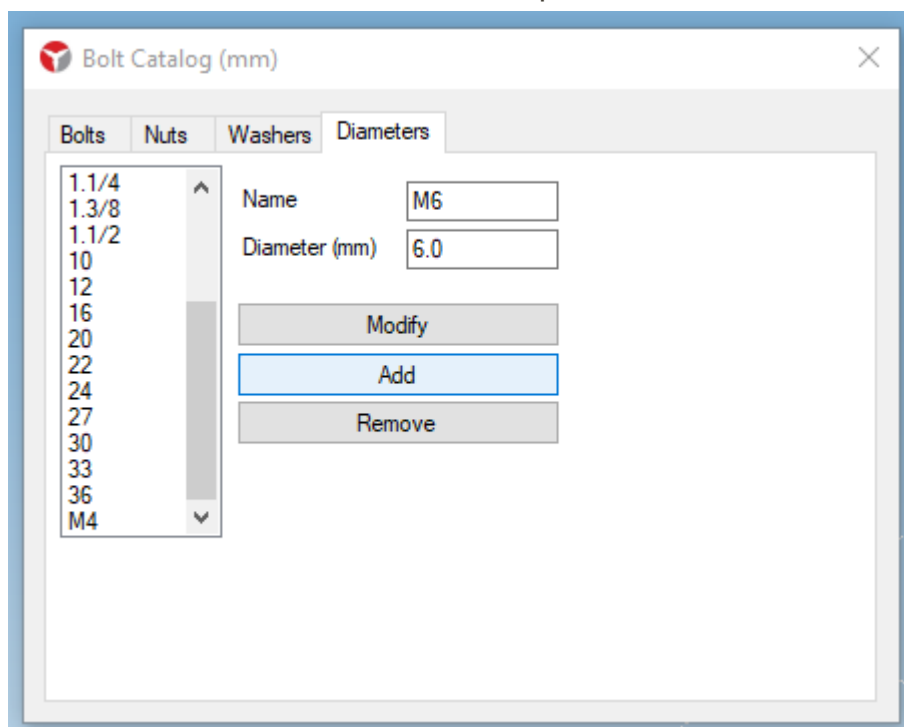 Bolt Catalog (mm)
Bolts Nuts Washers Diameters
1.1/4
1.3/8
1.1/2
10
12
16
20
22
24
27
30
33
36
M4
Name M6
Diameter (mm) 6.0
Modify
Add
Remove